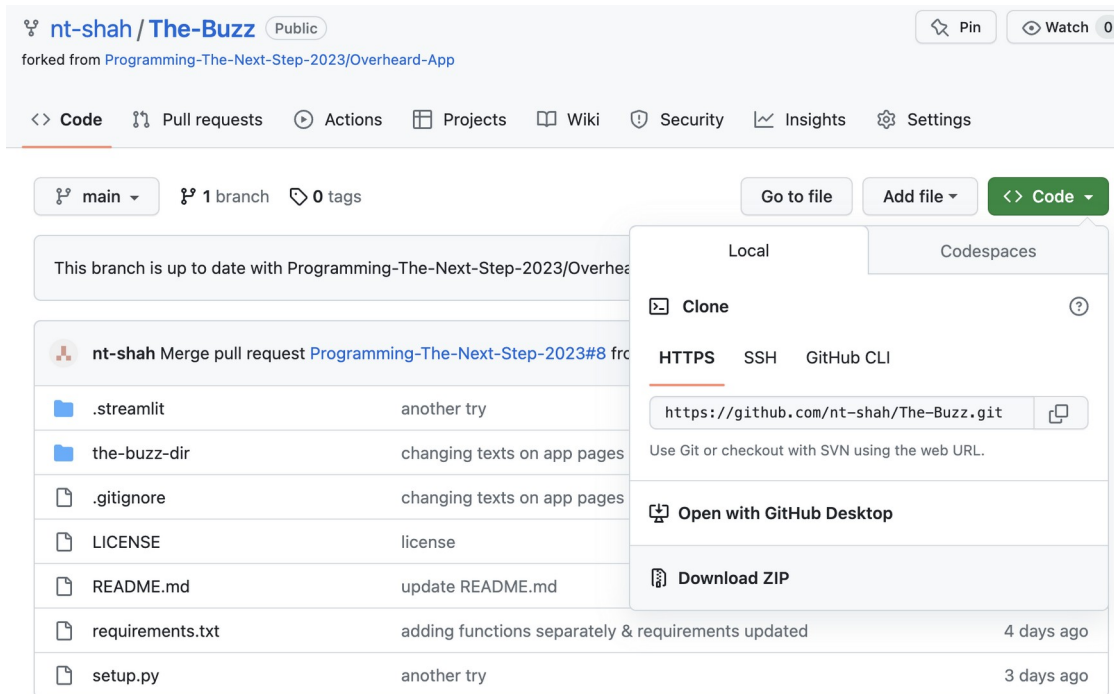 nt-shah / The-Buzz Public
Pin
Watch 0
forked from Programming-The-Next-Step-2023/Overheard-App
<> Code
Pull requests
Actions
Projects
Wiki
Security
Insights
Settings
main
1 branch
0 tags
Go to file
Add file
<> Code
This branch is up to date with Programming-The-Next-Step-2023/
Local
Codespaces
Clone
HTTPS
SSH
GitHub CLI
https://github.com/nt-shah/The-Buzz.git
Use Git or checkout with SVN using the web URL.
Open with GitHub Desktop
Download ZIP
nt-shah Merge pull request Programming-The-Next-Step-2023#8
.streamlit another try
the-buzz-dir changing texts on app pages
.gitignore changing texts on app pages
LICENSE license
README.md update README.md
requirements.txt adding functions separately & requirements updated 4 days ago
setup.py another try 3 days ago